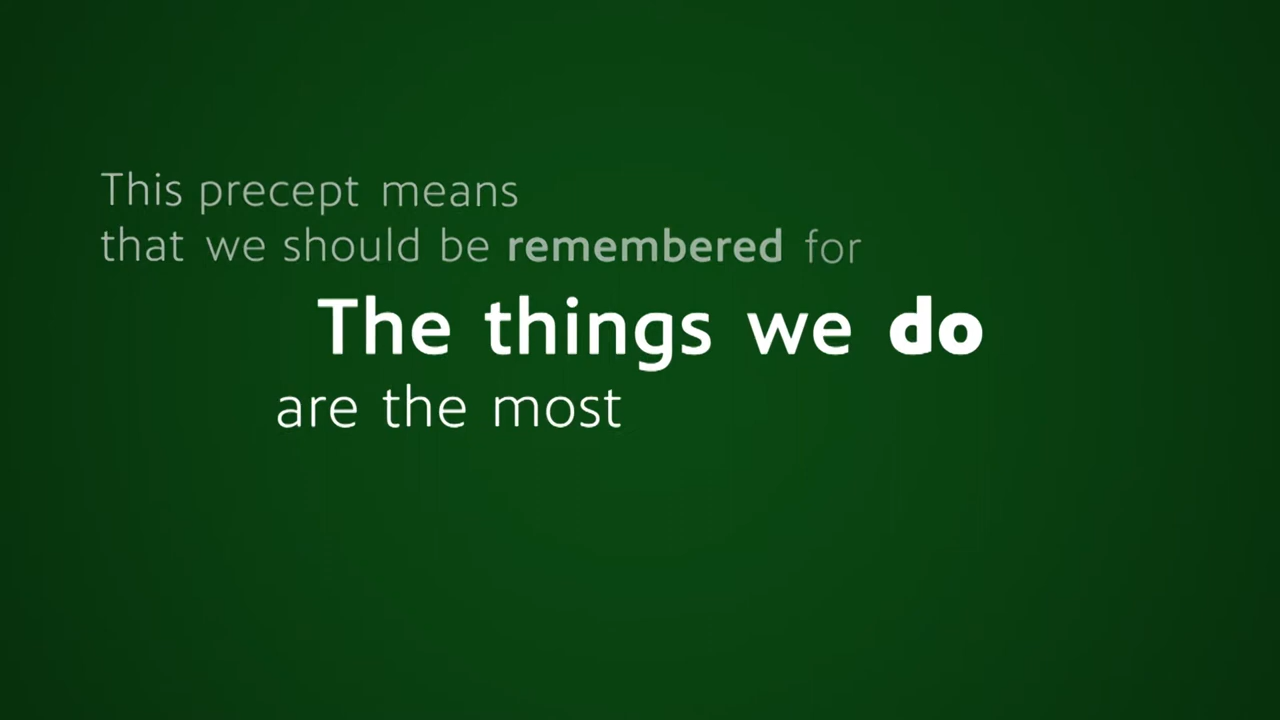 This precept means
that we should be remembered for
The things we do
are the most